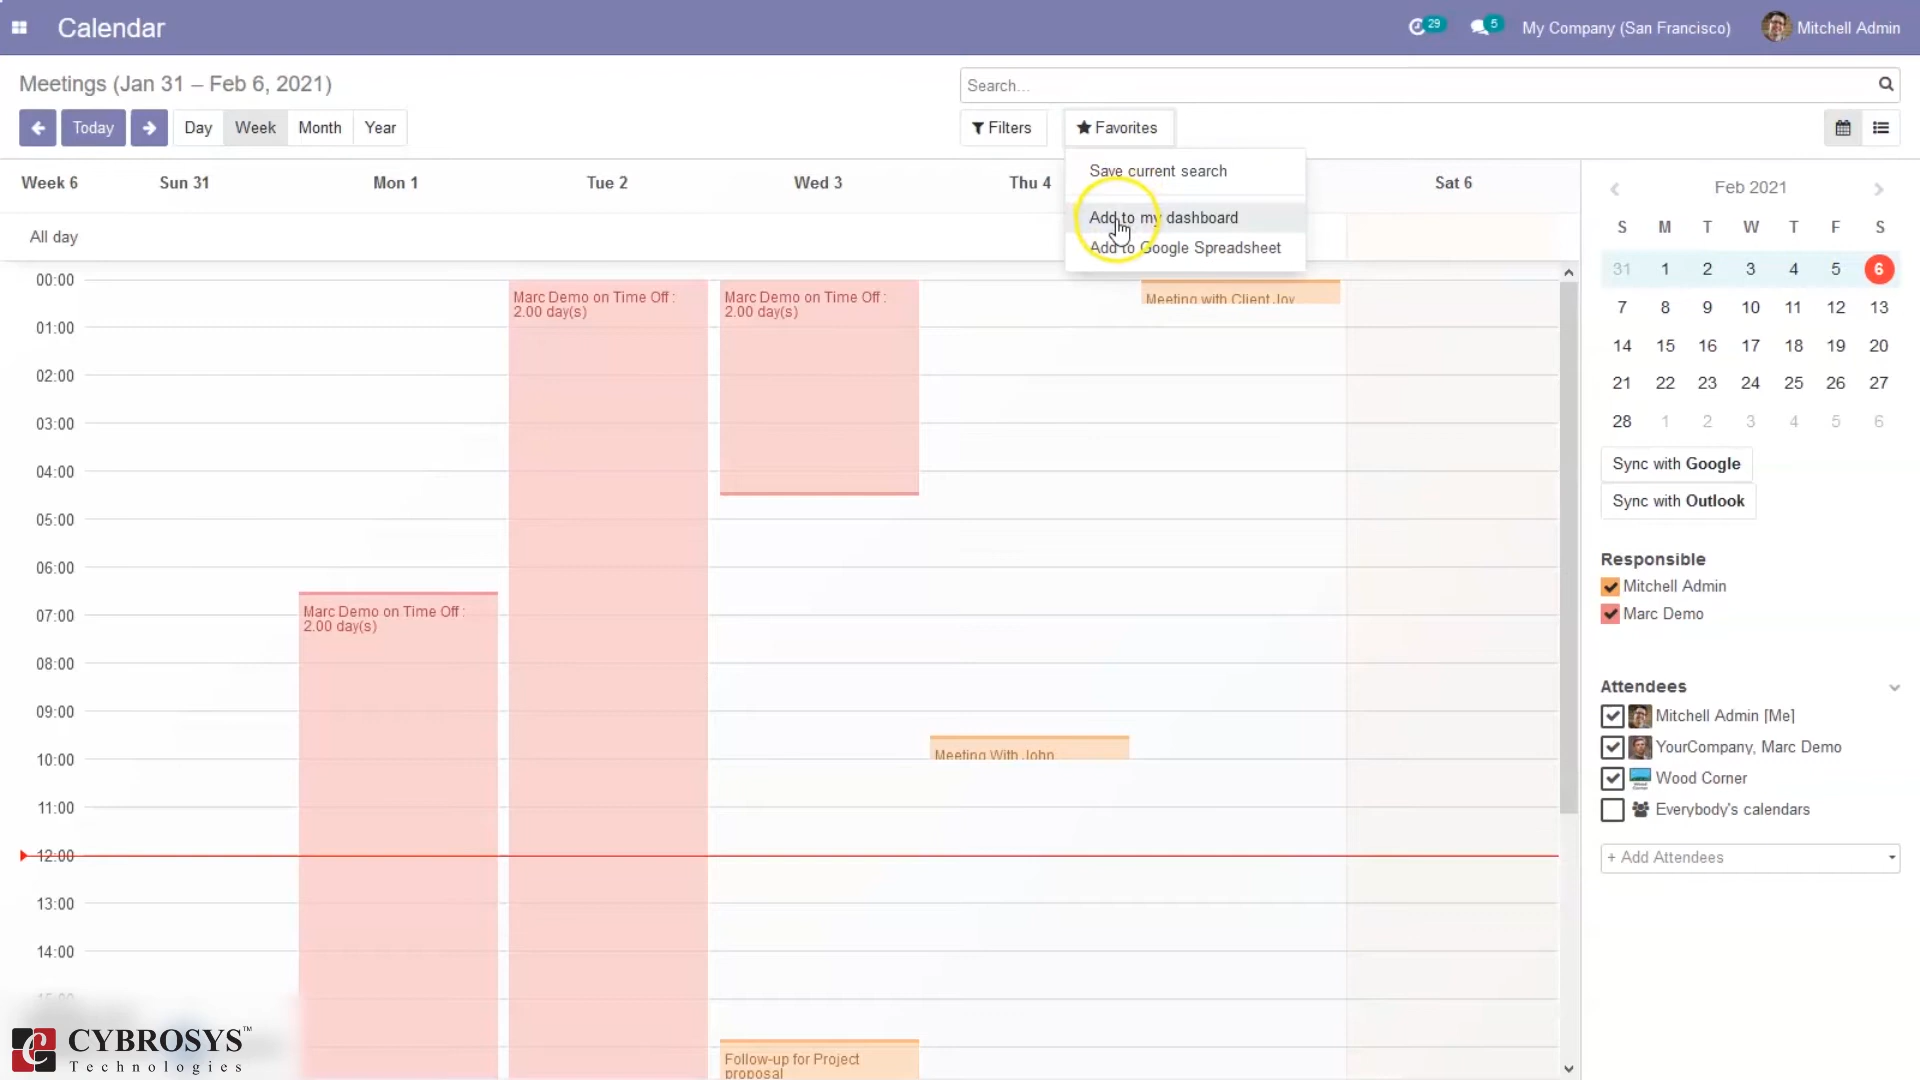 Calendar
29
5
My Company (San Francisco)
Mitchell Admin
Meetings (Jan 31 – Feb 6, 2021)
Search...
Today
Day
Week
Month
Year
Filters
Favorites
Save current search
Add to my dashboard
Add to Google Spreadsheet
Week 6
Sun 31
Mon 1
Tue 2
Wed 3
Thu 4
Sat 6
All day
00:00
01:00
02:00
03:00
04:00
05:00
06:00
07:00
08:00
09:00
10:00
11:00
12:00
13:00
14:00
Marc Demo on Time Off :
2.00 day(s)
Marc Demo on Time Off :
2.00 day(s)
Marc Demo on Time Off :
2.00 day(s)
Follow-up for Project
proposal
Meeting With John
Meeting with Client Joy
Feb 2021
S M T W T F S
31 1 2 3 4 5 6
7 8 9 10 11 12 13
14 15 16 17 18 19 20
21 22 23 24 25 26 27
28 1 2 3 4 5 6
Sync with Google
Sync with Outlook
Responsible
Mitchell Admin
Marc Demo
Attendees
Mitchell Admin [Me]
YourCompany, Marc Demo
Wood Corner
Everybody's calendars
+ Add Attendees
CYBROSYS™
Technologies